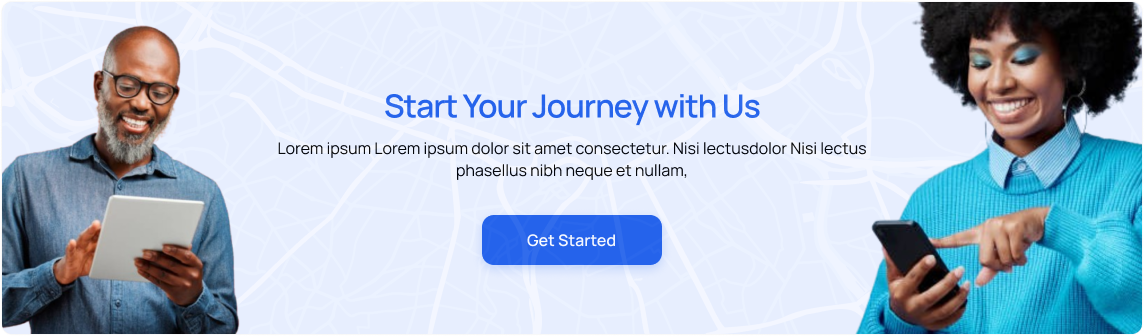 Start Your Journey with Us
Lorem ipsum Lorem ipsum dolor sit amet consectetur. Nisi lectusdolor Nisi lectus
phasellus nibh neque et nullam,
Get Started